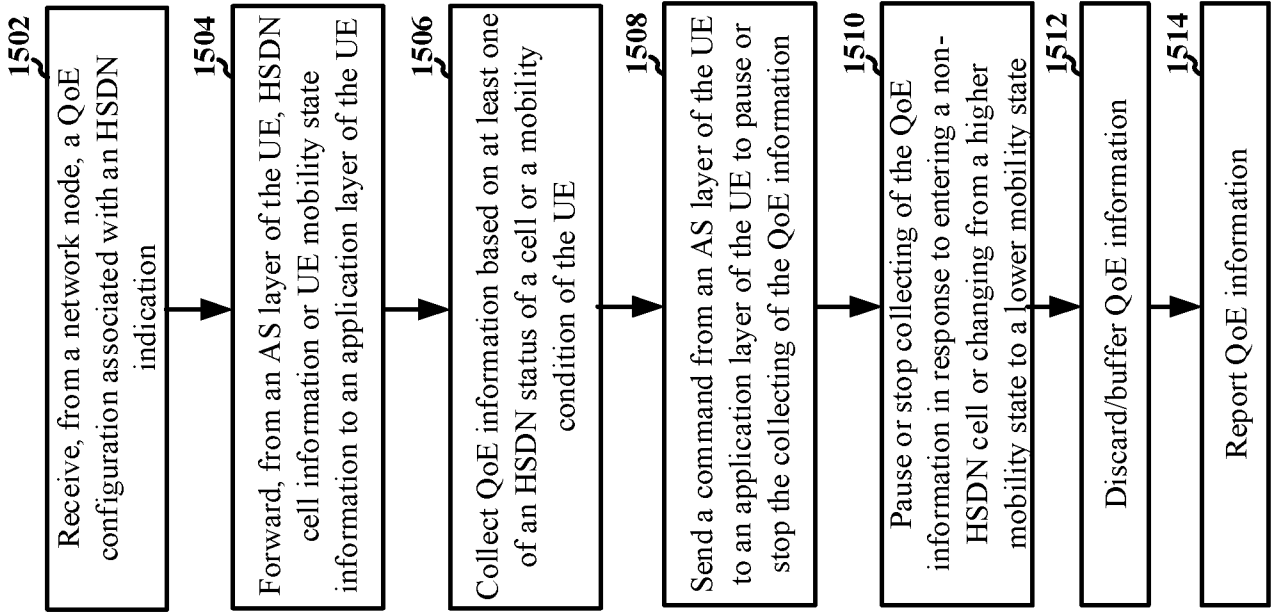 1502
Receive, from a network node, a QoE
configuration associated with an HSDN
indication
1504
Forward, from an AS layer of the UE, HSDN
cell information or UE mobility state
information to an application layer of the UE
1506
Collect QoE information based on at least one
of an HSDN status of a cell or a mobility
condition of the UE
1508
Send a command from an AS layer of the UE
to an application layer of the UE to pause or
stop the collecting of the QoE information
1510
Pause or stop collecting of the QoE
information in response to entering a non-
HSDN cell or changing from a higher
mobility state to a lower mobility state
1512
Discard/buffer QoE information
1514
Report QoE information